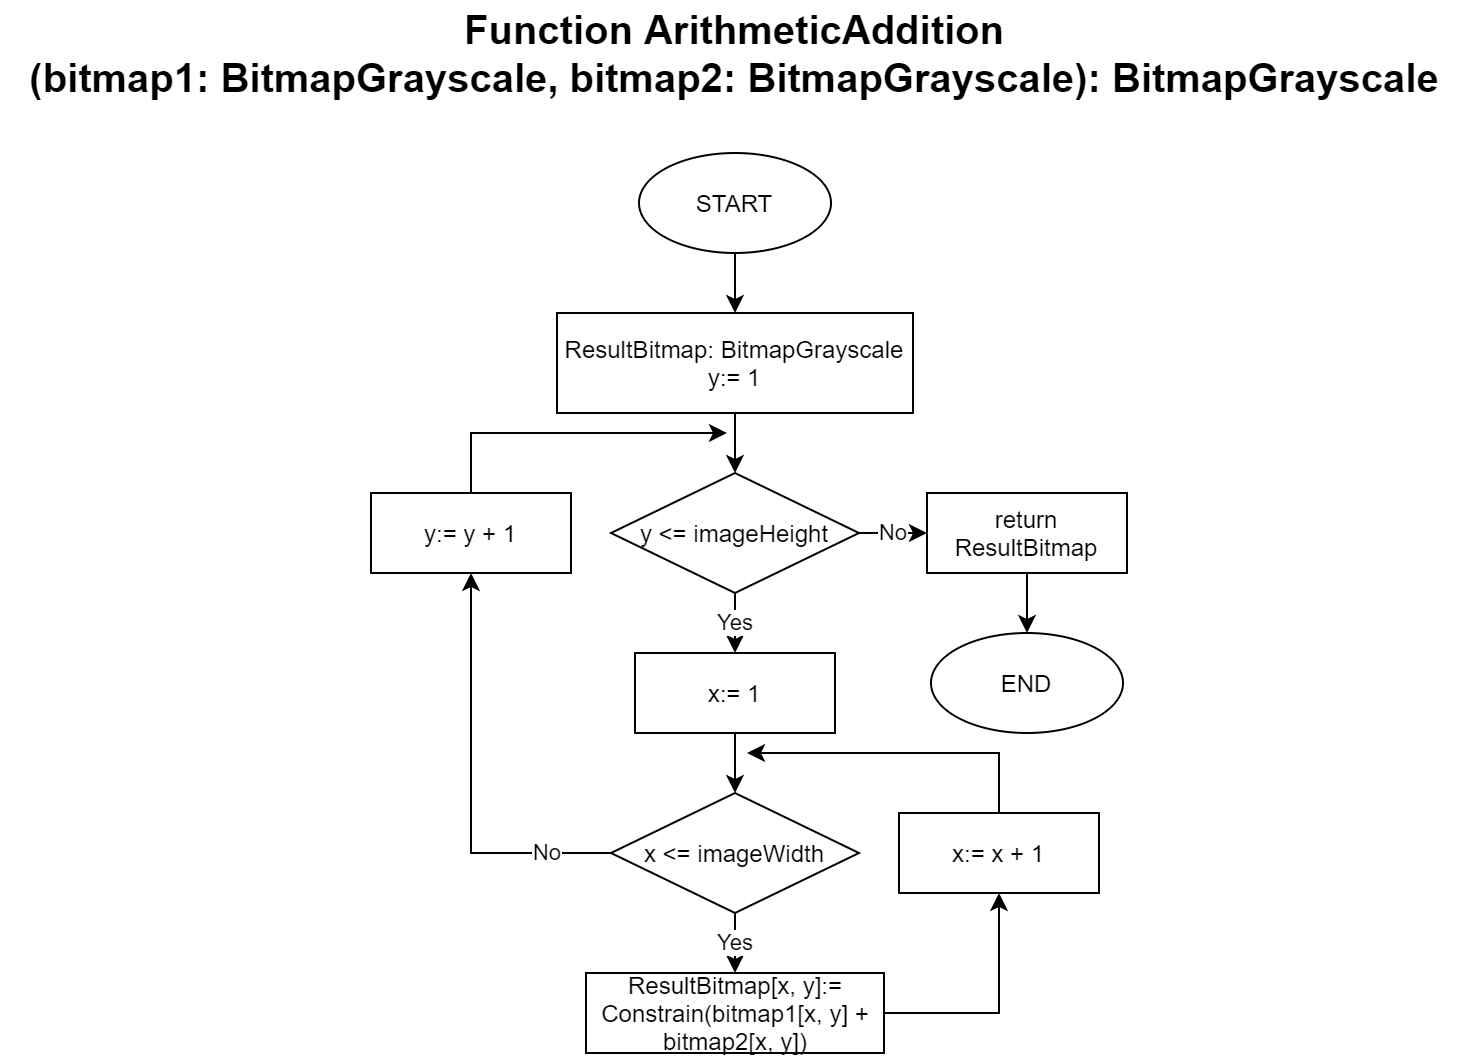 Function ArithmeticAddition
(bitmap1: BitmapGrayscale, bitmap2: BitmapGrayscale): BitmapGrayscale
START
ResultBitmap: BitmapGrayscale
y:= 1
y:= y + 1
y <= imageHeight
No
return
ResultBitmap
Yes
x:= 1
END
No
x <= imageWidth
x:= x + 1
Yes
ResultBitmap[x, y]:=
Constrain(bitmap1[x, y] +
bitmap2[x, y])